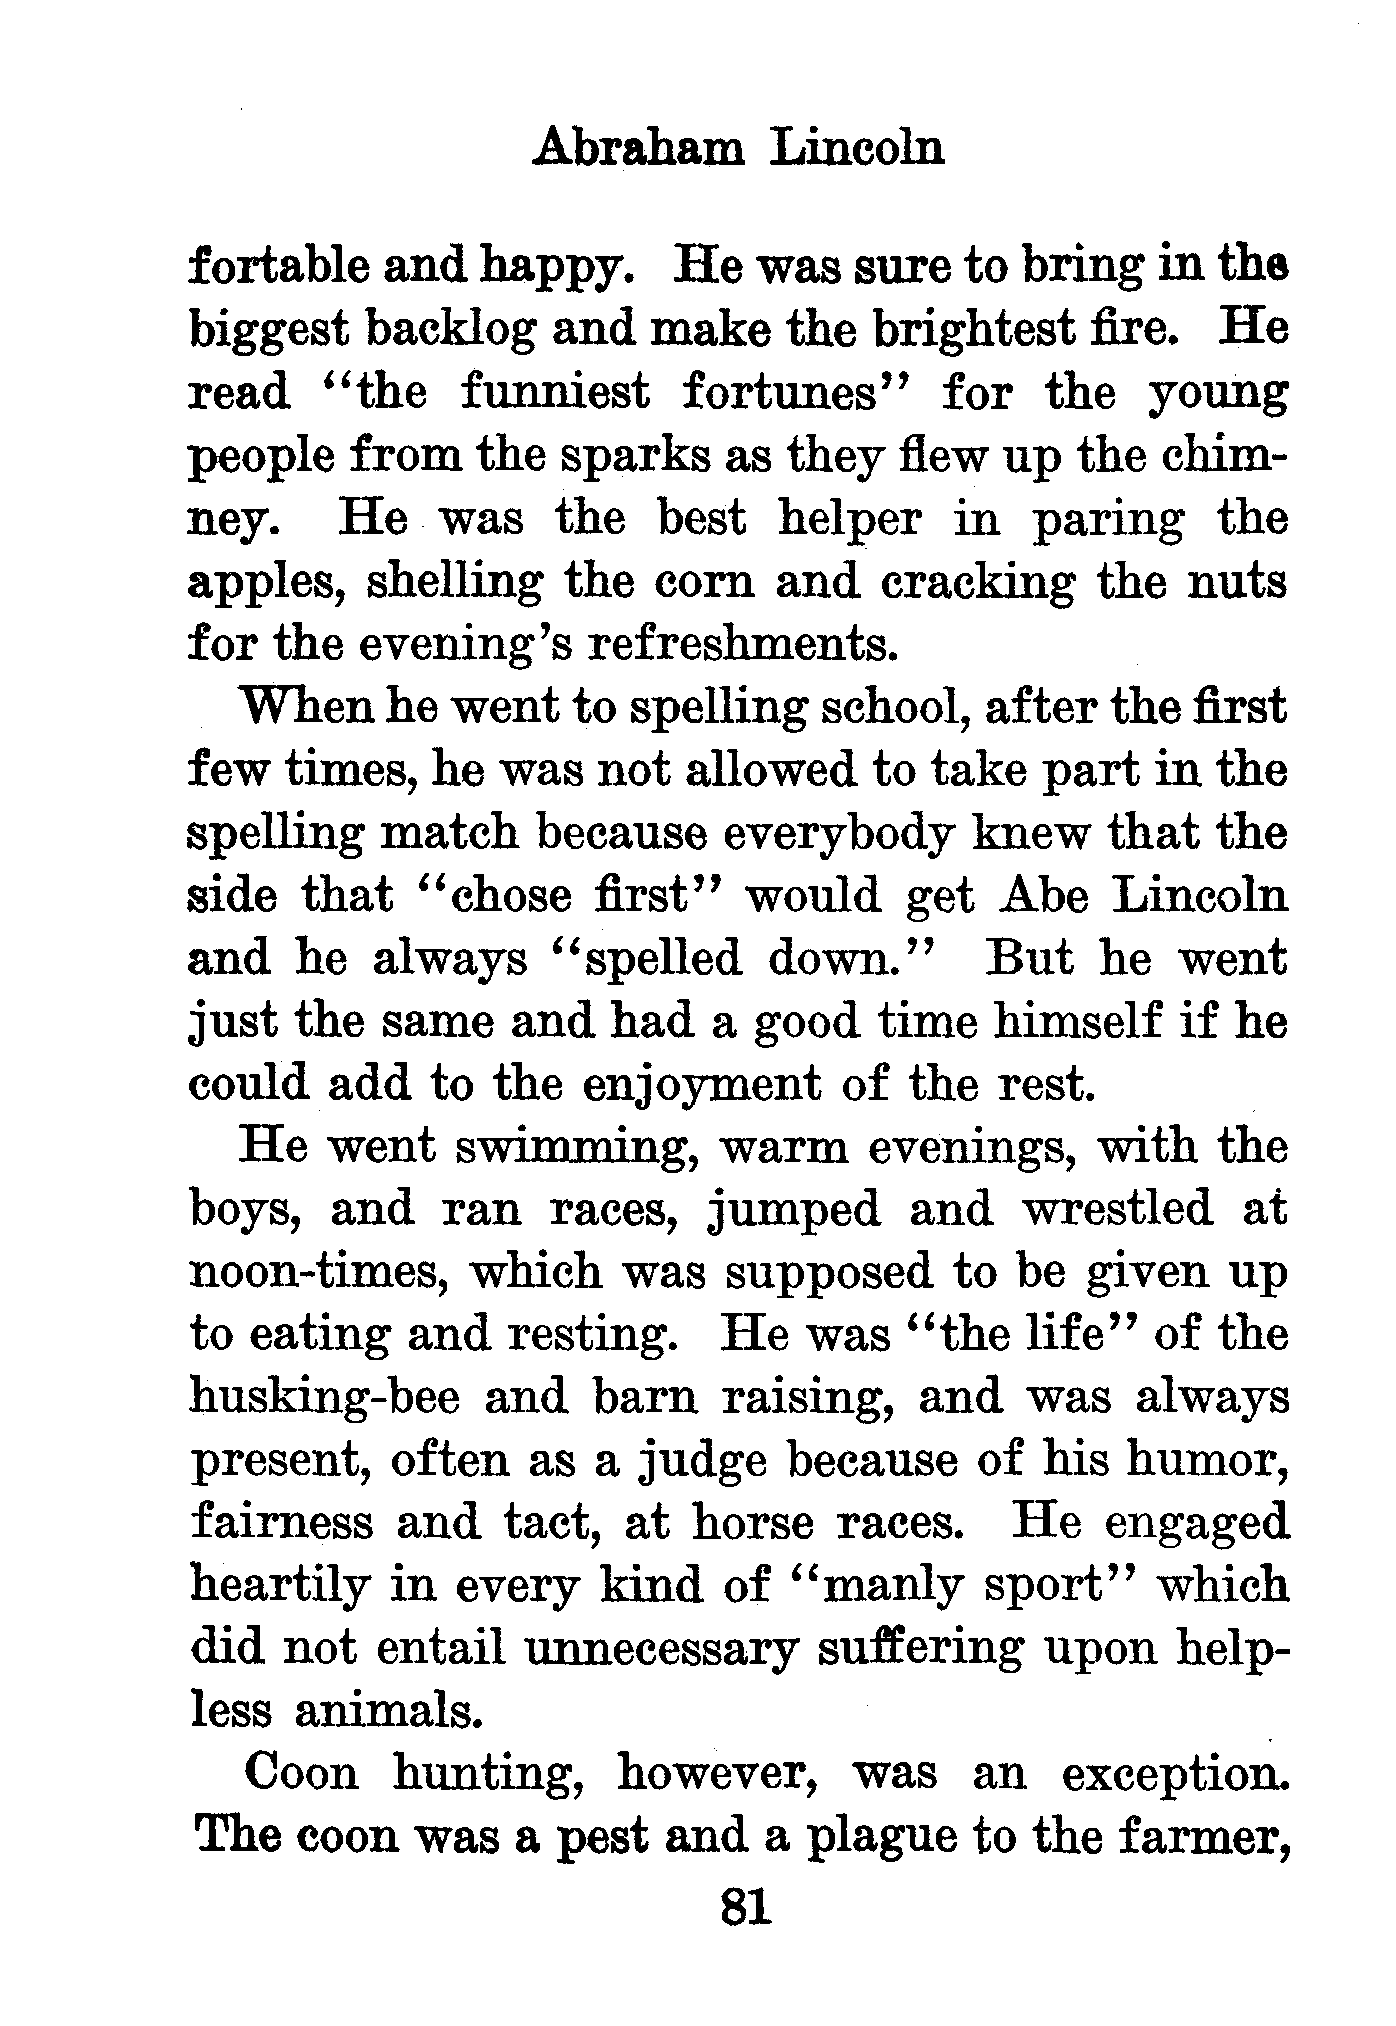 Abraham Lincoln
fortable and happy. He was sure to bring in the
biggest backlog and make the brightest fire. He
read "the funniest fortunes" for the young
people from the sparks as they flew up the chim-
ney. He was the best helper in paring the
apples, shelling the corn and cracking the nuts
for the evening's refreshments.
When he went to spelling school, after the first
few times, he was not allowed to take part in the
spelling match because everybody knew that the
side that "chose first" would get Abe Lincoln
and he always "spelled down." But he went
just the same and had a good time himself if he
could add to the enjoyment of the rest.
He went swimming, warm evenings, with the
boys, and ran races, jumped and wrestled at
noon-times, which was supposed to be given up
to eating and resting. He was "the life" of the
husking-bee and barn raising, and was always
present, often as a judge because of his humor,
fairness and tact, at horse races. He engaged
heartily in every kind of "manly sport" which
did not entail unnecessary suffering upon help-
less animals.
Coon hunting, however, was an exception.
The coon was a pest and a plague to the farmer,
81